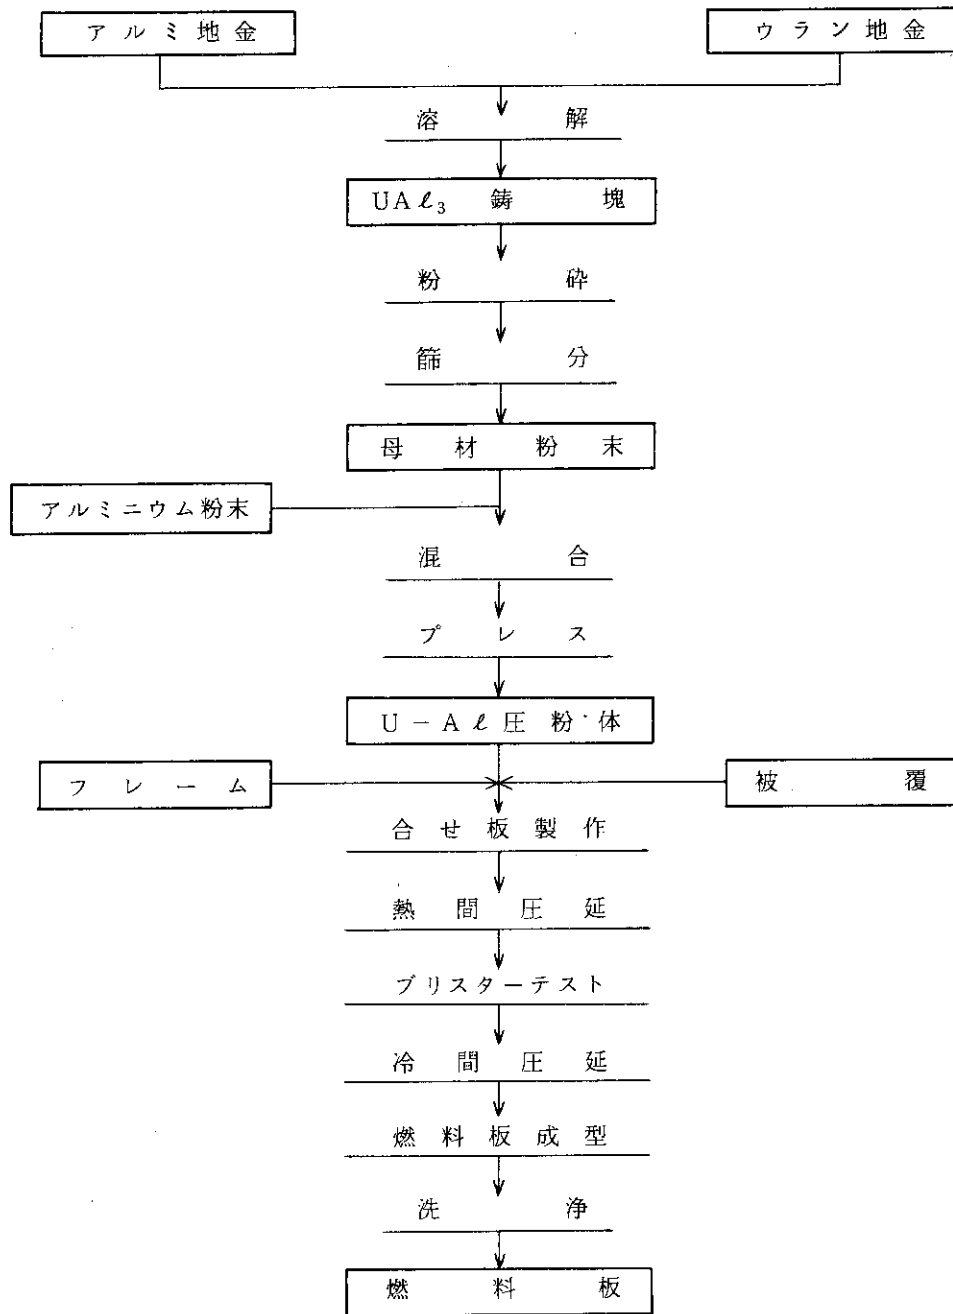 アルミ地金
ウラン地金
溶解
UAℓ₃ 鋳塊
粉砕
篩分
母材粉末
アルミニウム粉末
混合
プレス
U－Aℓ圧粉体
フレーム
被覆
合せ板製作
熱間圧延
ブリスターテスト
冷間圧延
燃料板成型
洗浄
燃料板